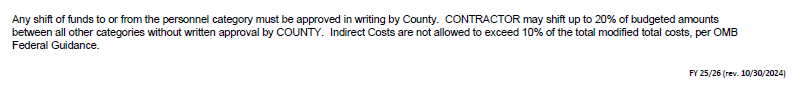 Any shift of funds to or from the personnel category must be approved in writing by County.  CONTRACTOR may shift up to 20% of budgeted amounts
between all other categories without written approval by COUNTY.  Indirect Costs are not allowed to exceed 10% of the total modified total costs, per OMB
Federal Guidance.
FY 25/26 (rev. 10/30/2024)